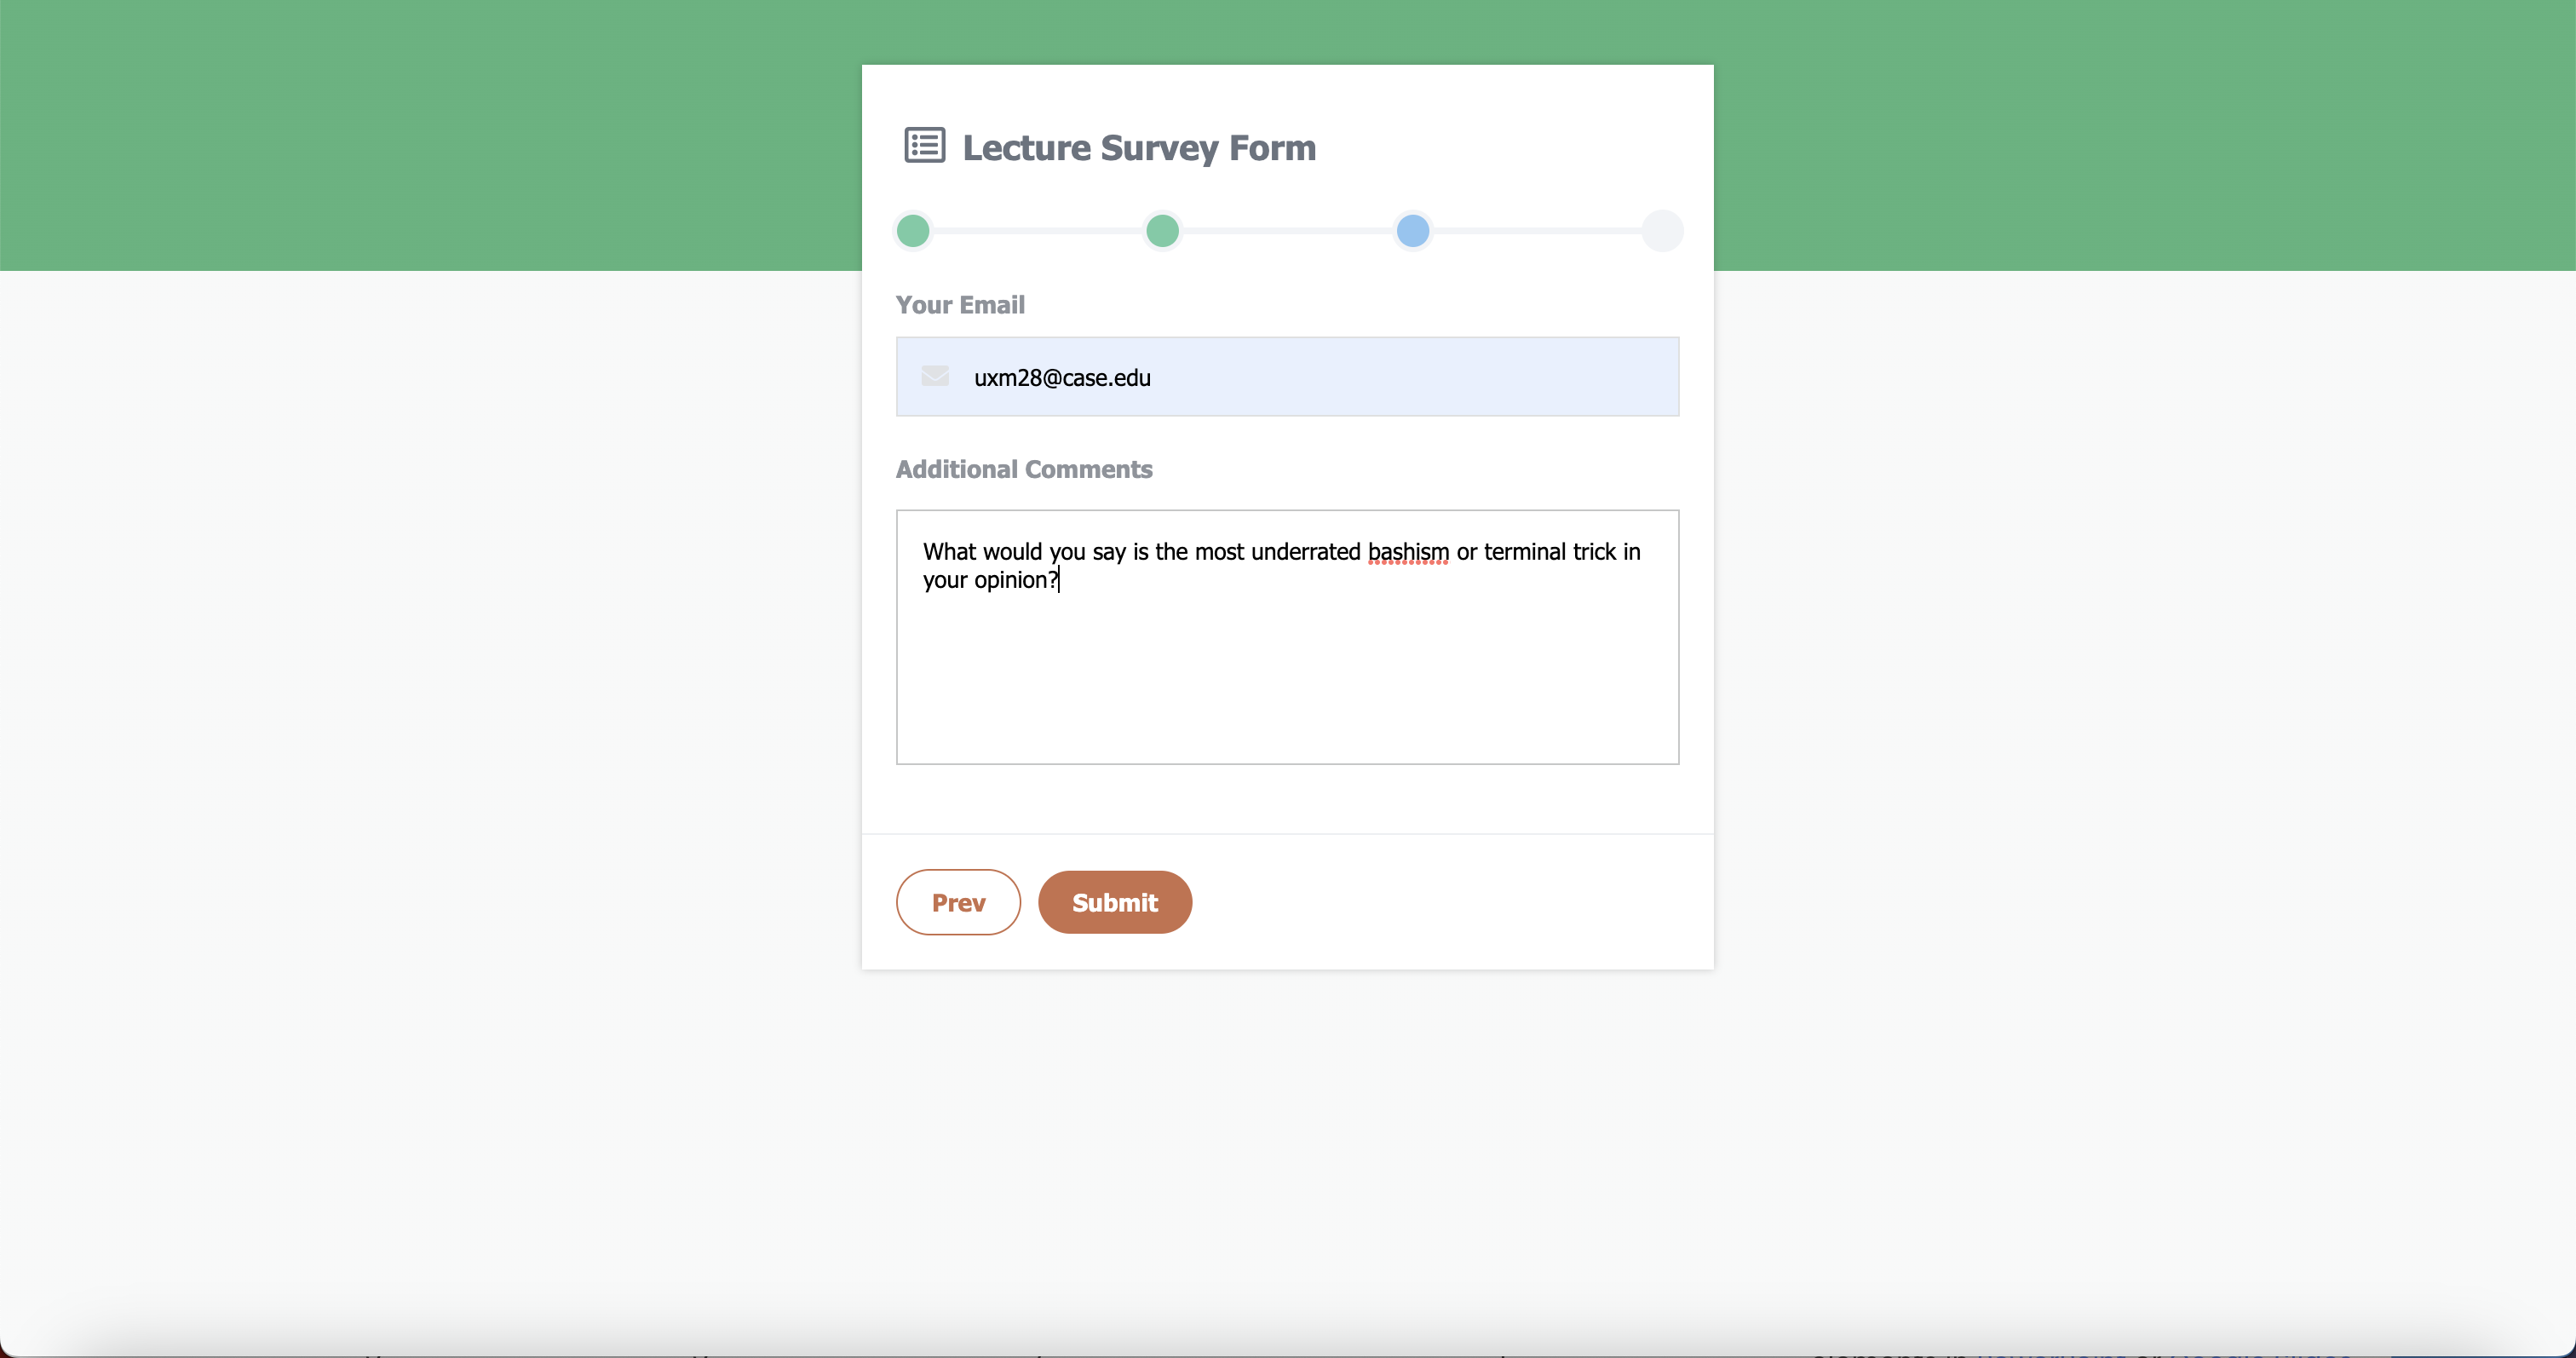 Lecture Survey Form
Your Email
uxm28@case.edu
Additional Comments
What would you say is the most underrated bashism or terminal trick in
your opinion?
Prev
Submit